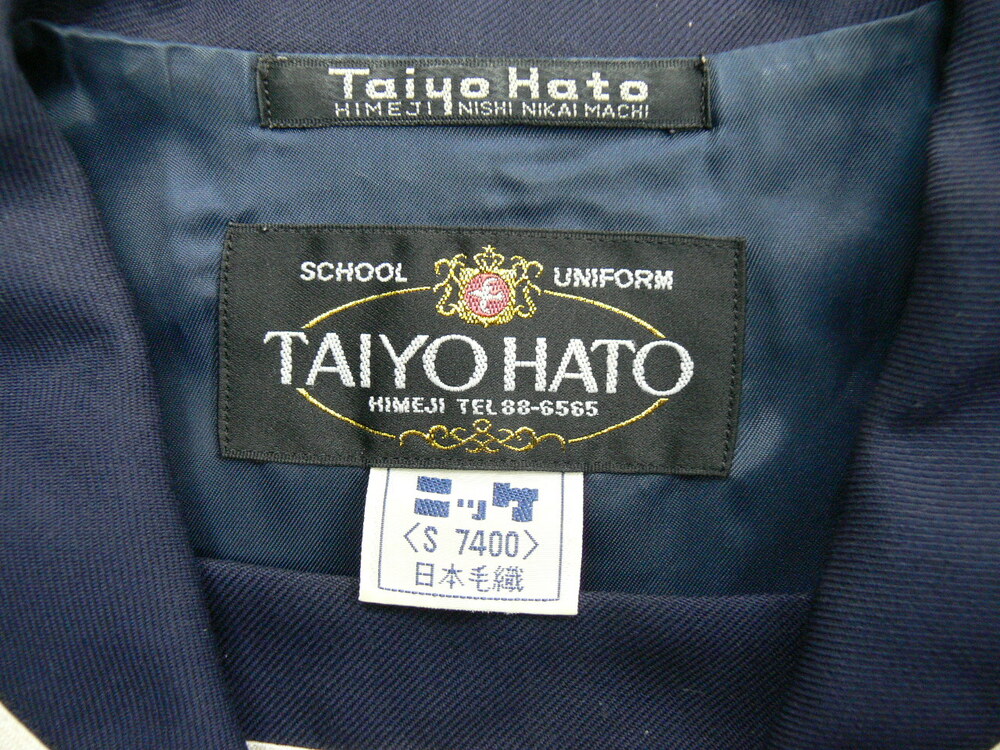 Taiyo Hato
HIMEJI NISHI NIKAI MACHI
SCHOOL UNIFORM
TAIYO HATO
HIMEJI TEL 88-6565
ニッケ
〈S 7400〉
日本毛織